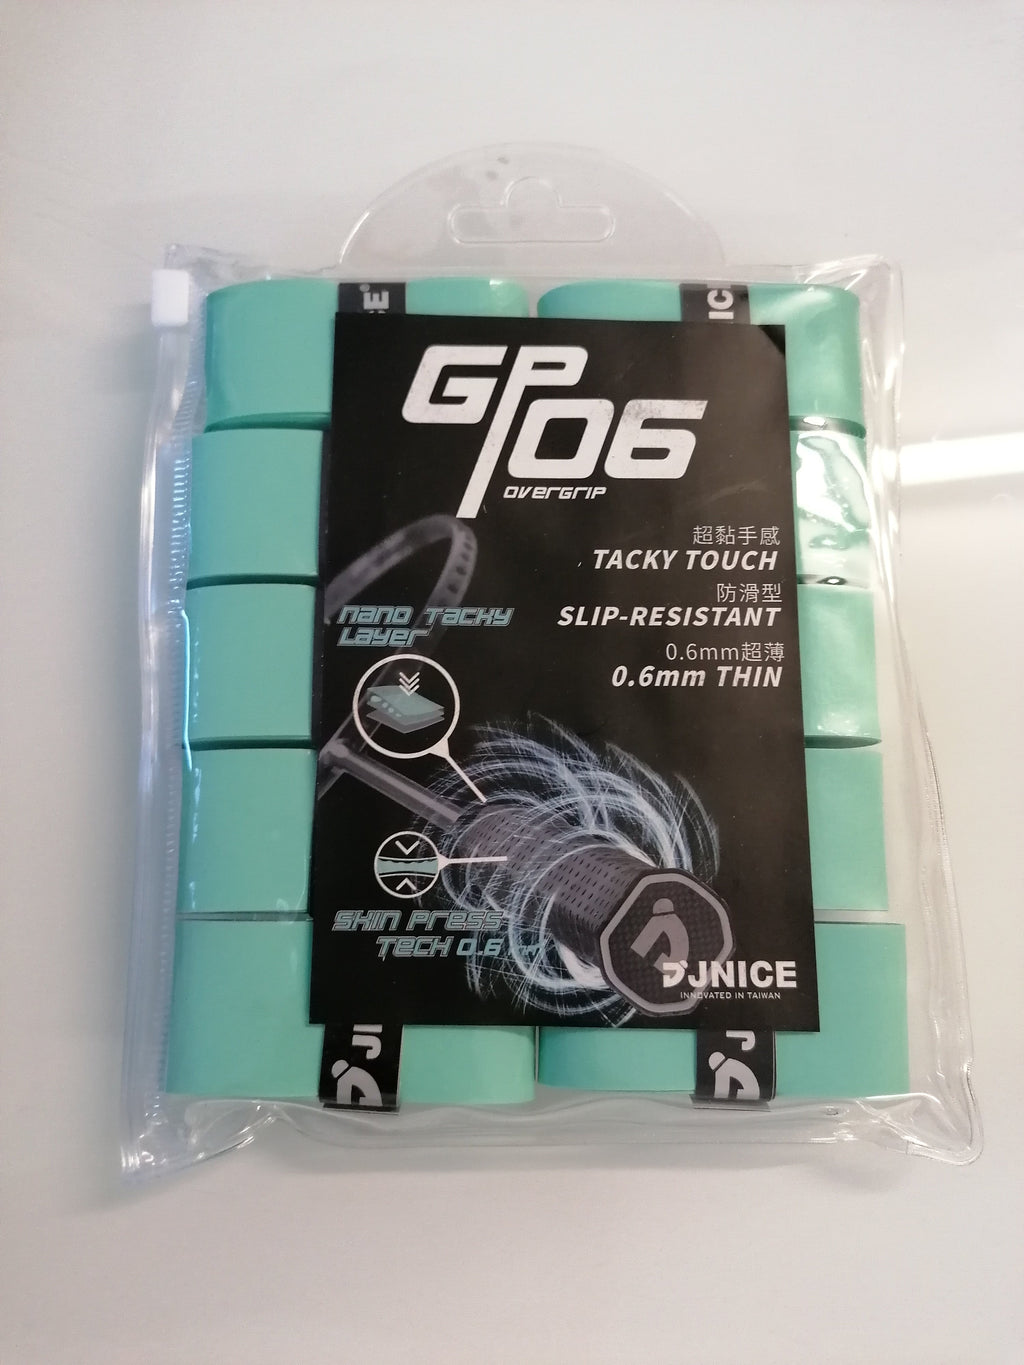 GP06
OVERGRIP
超黏手感
TACKY TOUCH
防滑型
SLIP-RESISTANT
0.6mm超薄
0.6mm THIN
NANO TACKY
LAYER
SKIN PRESS
TECH 0.6
JNICE
INNOVATED IN TAIWAN